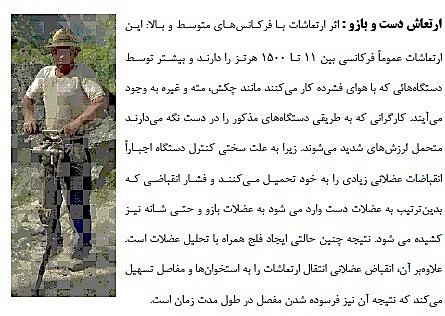 ارتعاش دست و بازو : اثر ارتعاشات با فرکانس‌های متوسط و بالا: این
ارتعاشات عموماً فرکانسی بین ۱۱ تا ۱۵۰۰ هرتز را دارند و بیشتر توسط
دستگاه‌هائی که با هوای فشرده کار می‌کنند مانند چکش، مته و غیره به وجود
می‌آیند. کارگرانی که به طریقی دستگاه‌های مذکور را در دست نگه می‌دارند
متحمل لرزش‌های شدید می‌شوند. زیرا به علت سختی کنترل دستگاه اجباراً
انقباضات عضلانی زیادی را به خود تحمیل می‌کنند و فشار انقباضی که
بدین‌ترتیب به عضلات دست وارد می شود به عضلات بازو و حتی شانه نیز
کشیده می شود. نتیجه چنین حالتی ایجاد فلج همراه با تحلیل عضلات است.
علاوه‌بر آن، انقباض عضلانی انتقال ارتعاشات را به استخوان‌ها و مفاصل تسهیل
می‌کند که نتیجه آن نیز فرسوده شدن مفصل در طول مدت زمان است.